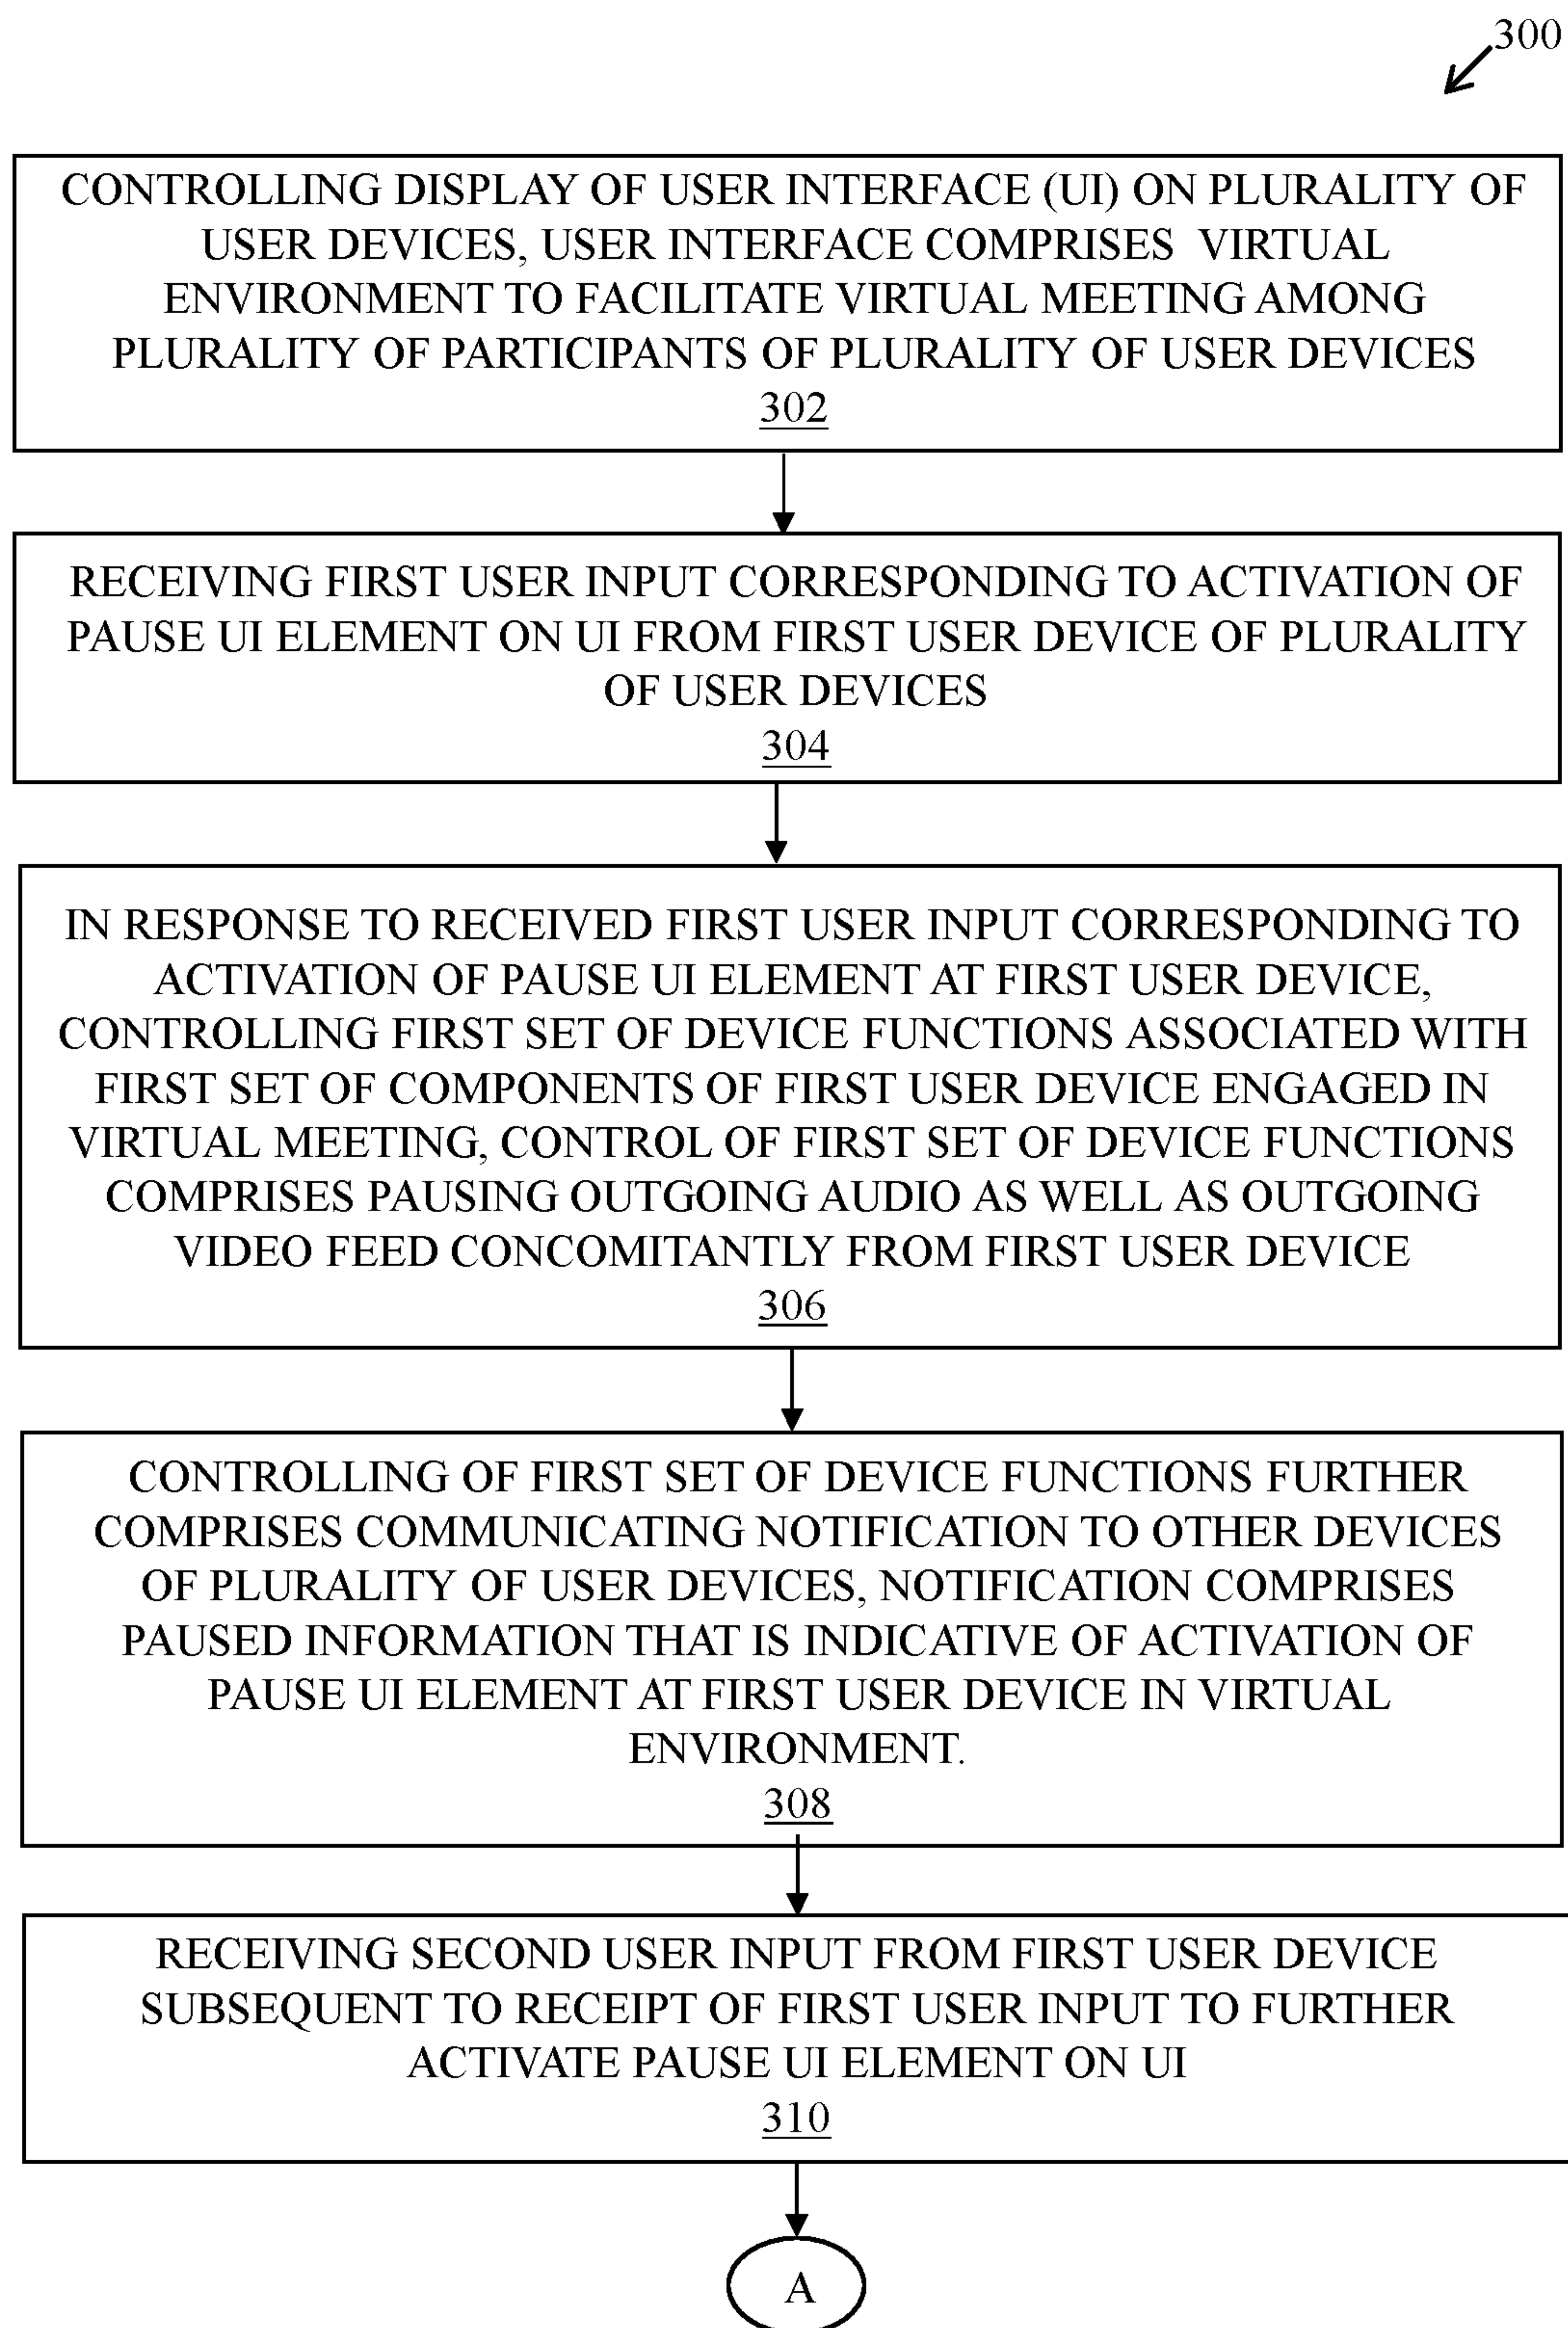 300
CONTROLLING DISPLAY OF USER INTERFACE (UI) ON PLURALITY OF
USER DEVICES, USER INTERFACE COMPRISES VIRTUAL
ENVIRONMENT TO FACILITATE VIRTUAL MEETING AMONG
PLURALITY OF PARTICIPANTS OF PLURALITY OF USER DEVICES
302
RECEIVING FIRST USER INPUT CORRESPONDING TO ACTIVATION OF
PAUSE UI ELEMENT ON UI FROM FIRST USER DEVICE OF PLURALITY
OF USER DEVICES
304
IN RESPONSE TO RECEIVED FIRST USER INPUT CORRESPONDING TO
ACTIVATION OF PAUSE UI ELEMENT AT FIRST USER DEVICE,
CONTROLLING FIRST SET OF DEVICE FUNCTIONS ASSOCIATED WITH
FIRST SET OF COMPONENTS OF FIRST USER DEVICE ENGAGED IN
VIRTUAL MEETING, CONTROL OF FIRST SET OF DEVICE FUNCTIONS
COMPRISES PAUSING OUTGOING AUDIO AS WELL AS OUTGOING
VIDEO FEED CONCOMITANTLY FROM FIRST USER DEVICE
306
CONTROLLING OF FIRST SET OF DEVICE FUNCTIONS FURTHER
COMPRISES COMMUNICATING NOTIFICATION TO OTHER DEVICES
OF PLURALITY OF USER DEVICES, NOTIFICATION COMPRISES
PAUSED INFORMATION THAT IS INDICATIVE OF ACTIVATION OF
PAUSE UI ELEMENT AT FIRST USER DEVICE IN VIRTUAL
ENVIRONMENT.
308
RECEIVING SECOND USER INPUT FROM FIRST USER DEVICE
SUBSEQUENT TO RECEIPT OF FIRST USER INPUT TO FURTHER
ACTIVATE PAUSE UI ELEMENT ON UI
310
A